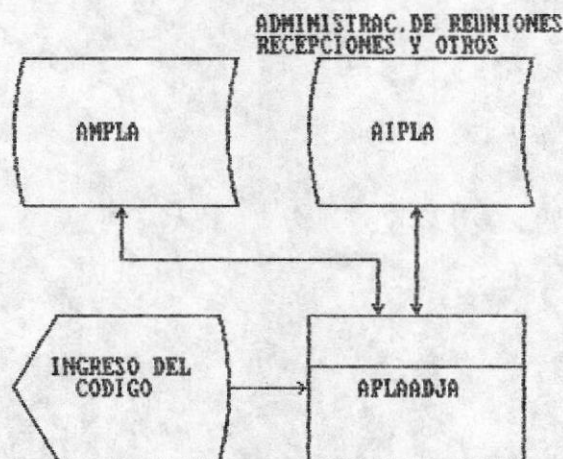 ADMINISTRAC.DE REUNIONES
RECEPCIONES Y OTROS
AMPLA
AIPLA
INGRESO DEL
CODIGO
APLAADJA